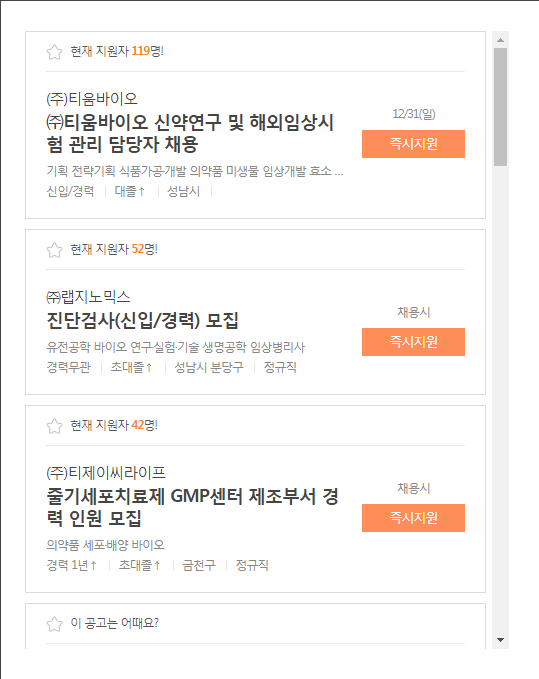 현재 지원자 119명!
(주)티움바이오
㈜티움바이오 신약연구 및 해외임상시
험 관리 담당자 채용
기획 전략기획 식품가공·개발 의약품 미생물 임상개발 효소 ...
신입/경력 | 대졸↑ | 성남시 |
12/31(일)
즉시지원
현재 지원자 52명!
㈜랩지노믹스
진단검사(신입/경력) 모집
유전공학 바이오 연구실험·기술 생명공학 임상병리사
경력무관 | 초대졸↑ | 성남시 분당구 | 정규직
채용시
즉시지원
현재 지원자 42명!
(주)티제이씨라이프
줄기세포치료제 GMP센터 제조부서 경
력 인원 모집
의약품 세포·배양 바이오
경력 1년↑ | 초대졸↑ | 금천구 | 정규직
채용시
즉시지원
이 공고는 어때요?